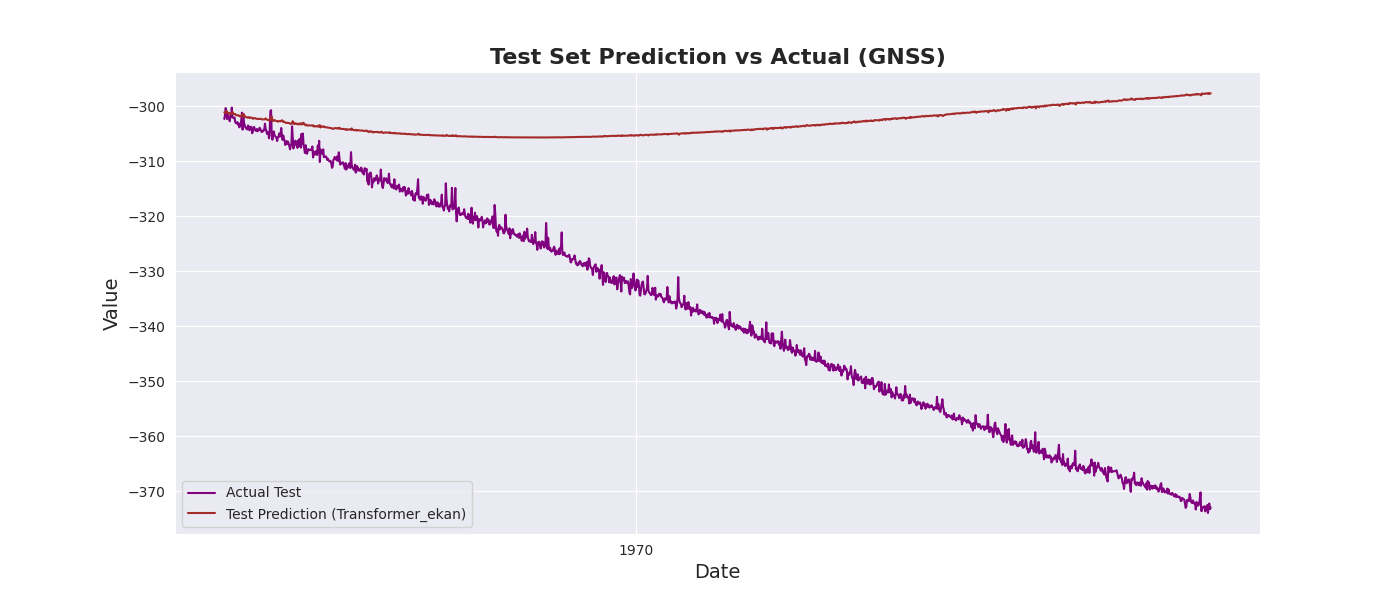 Test Set Prediction vs Actual (GNSS)
Value
−300
−310
−320
−330
−340
−350
−360
−370
Actual Test
Test Prediction (Transformer_ekan)
1970
Date